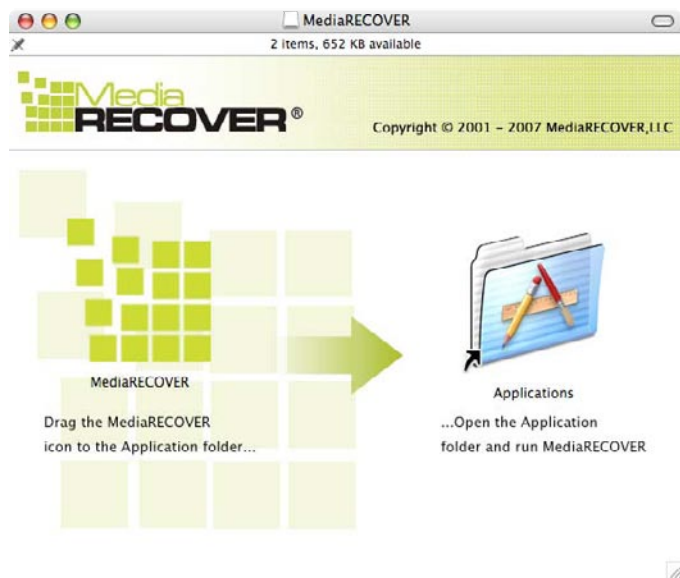 MediaRECOVER
2 items, 652 KB available
Media
RECOVER®
Copyright © 2001 – 2007 MediaRECOVER,LLC
MediaRECOVER
Drag the MediaRECOVER
icon to the Application folder...
Applications
...Open the Application
folder and run MediaRECOVER